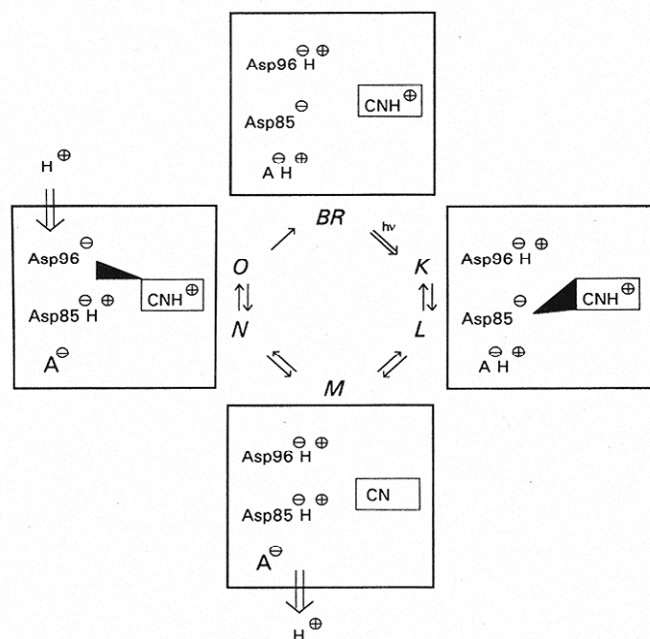 Asp96 H ⊖ ⊕
CNH ⊕
Asp85 ⊖
A H ⊖ ⊕
H ⊕
Asp96 ⊖
CNH ⊕
Asp85 H ⊖ ⊕
A ⊖
BR
hν
O
K
N
L
M
Asp96 H ⊖ ⊕
Asp85 ⊖
CNH ⊕
A H ⊖ ⊕
Asp96 H ⊖ ⊕
CN
Asp85 H ⊖ ⊕
A ⊖
H ⊕